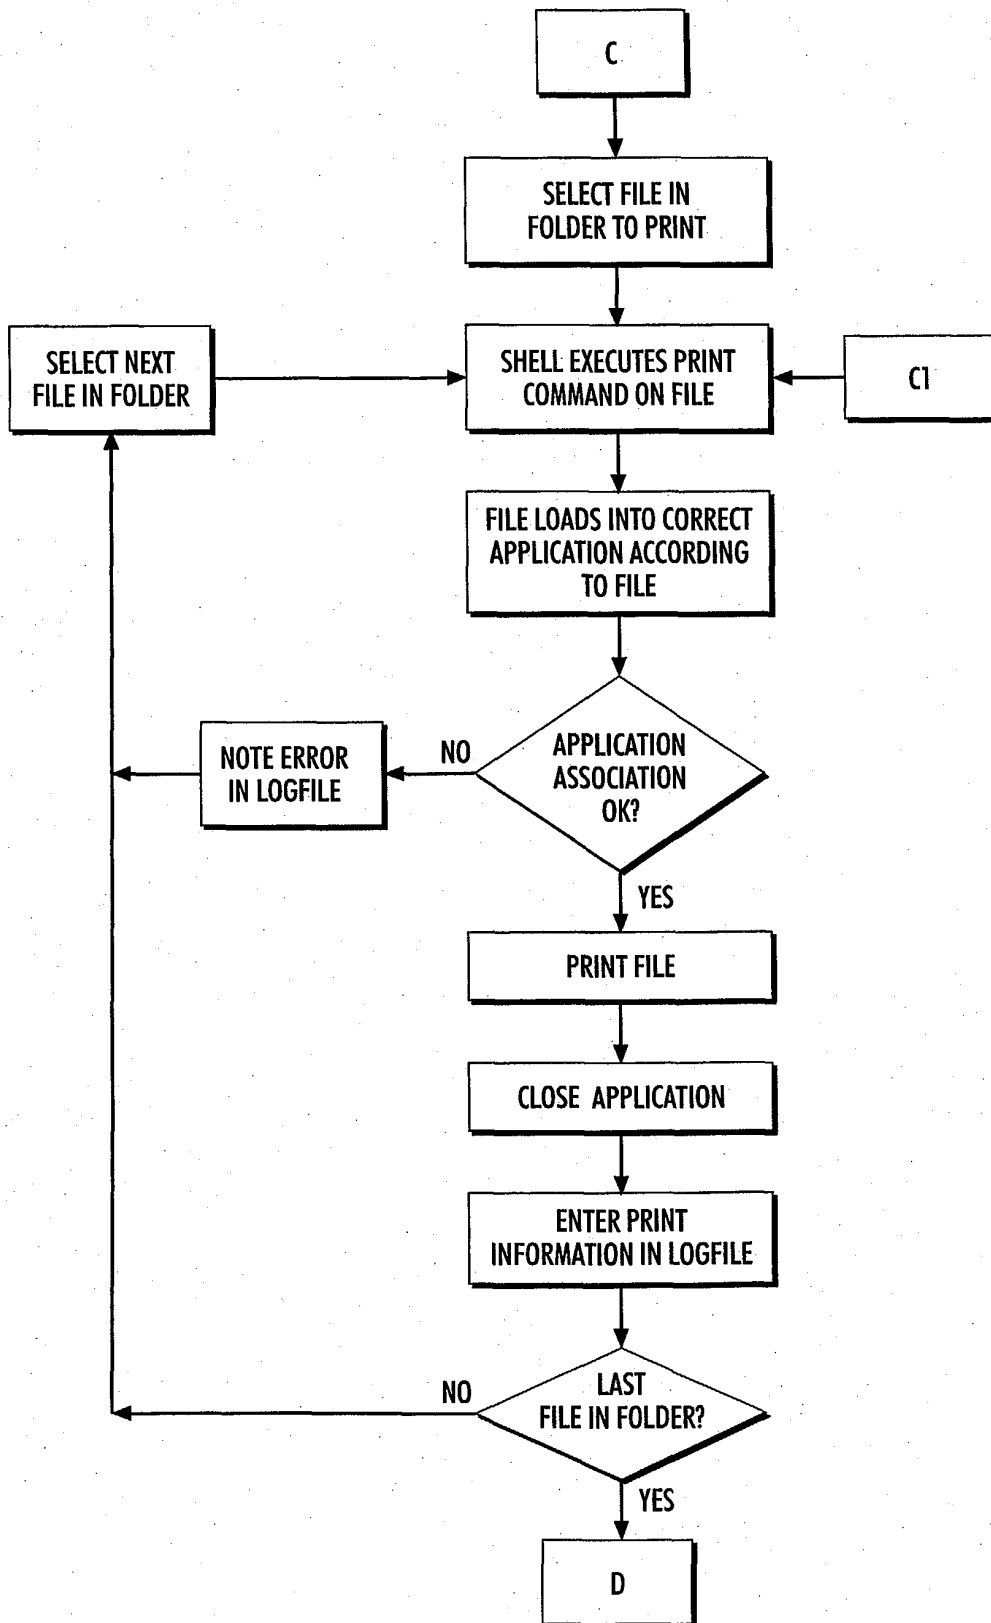 C
SELECT FILE IN
FOLDER TO PRINT
SELECT NEXT
FILE IN FOLDER
SHELL EXECUTES PRINT
COMMAND ON FILE
C1
FILE LOADS INTO CORRECT
APPLICATION ACCORDING
TO FILE
APPLICATION
ASSOCIATION
OK?
NO
NOTE ERROR
IN LOGFILE
YES
PRINT FILE
CLOSE APPLICATION
ENTER PRINT
INFORMATION IN LOGFILE
LAST
FILE IN FOLDER?
NO
YES
D